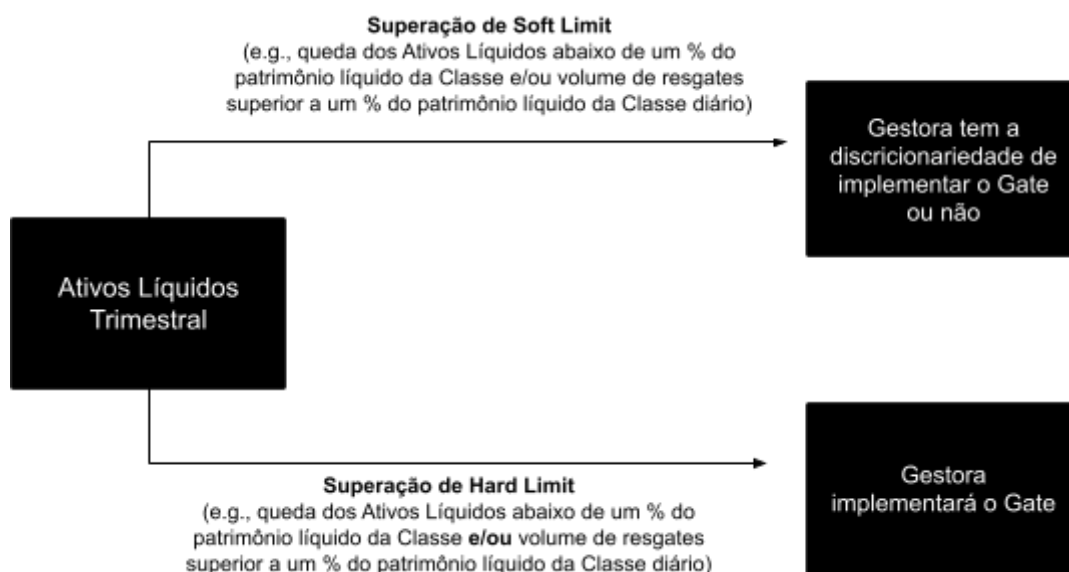 Superação de Soft Limit
(e.g., queda dos Ativos Líquidos abaixo de um % do
patrimônio líquido da Classe e/ou volume de resgates
superior a um % do patrimônio líquido da Classe diário)
Gestora tem a
discricionariedade de
implementar o Gate
ou não
Ativos Líquidos
Trimestral
Superação de Hard Limit
(e.g., queda dos Ativos Líquidos abaixo de um % do
patrimônio líquido da Classe e/ou volume de resgates
superior a um % do patrimônio líquido da Classe diário)
Gestora
implementará o Gate